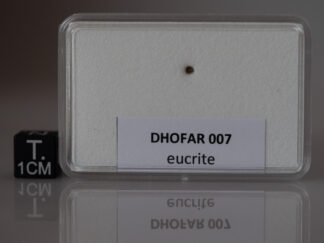 DHOFAR 007
eucrite
T.
1CM